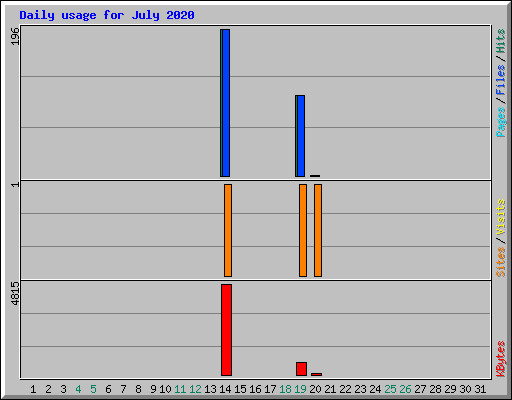 Daily usage for July 2020
196
Pages/Files/Hits
1
Sites/Visits
4815
KBytes
1 2 3 4 5 6 7 8 9 10 11 12 13 14 15 16 17 18 19 20 21 22 23 24 25 26 27 28 29 30 31